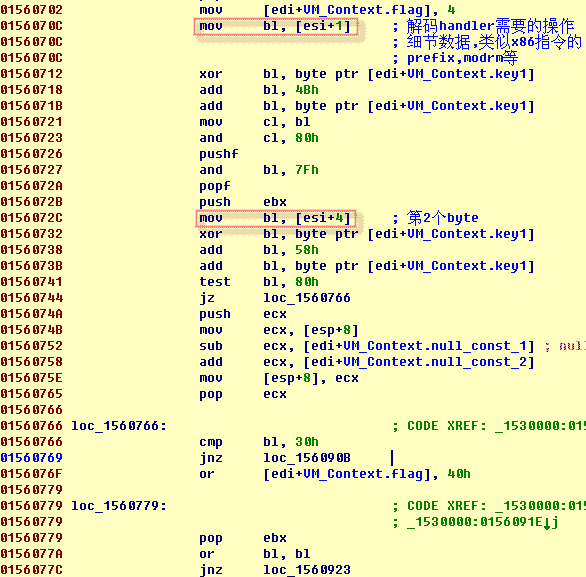 01560702 mov [edi+VM_Context.flag], 4
0156070C mov bl, [esi+1] ; 解码handler需要的操作
0156070C ; 细节数据,类似x86指令的
0156070C ; prefix,modrm等
01560712 xor bl, byte ptr [edi+VM_Context.key1]
01560718 add bl, 4Bh
0156071B add bl, byte ptr [edi+VM_Context.key1]
01560721 mov cl, bl
01560723 and cl, 80h
01560726 pushf
01560727 and bl, 7Fh
0156072A popf
0156072B push ebx
0156072C mov bl, [esi+4] ; 第2个byte
01560732 xor bl, byte ptr [edi+VM_Context.key1]
01560738 add bl, 58h
0156073B add bl, byte ptr [edi+VM_Context.key1]
01560741 test bl, 80h
01560744 jz loc_1560766
0156074A push ecx
0156074B mov ecx, [esp+8]
01560752 sub ecx, [edi+VM_Context.null_const_1] ; null
01560758 add ecx, [edi+VM_Context.null_const_2]
0156075E mov [esp+8], ecx
01560765 pop ecx
01560766
01560766 loc_1560766: ; CODE XREF: _1530000:015
01560766 cmp bl, 30h
01560769 jnz loc_156090B
0156076F or [edi+VM_Context.flag], 40h
01560779
01560779 loc_1560779: ; CODE XREF: _1530000:015
01560779 ; _1530000:0156091E↓j
01560779 pop ebx
0156077A or bl, bl
0156077C jnz loc_1560923